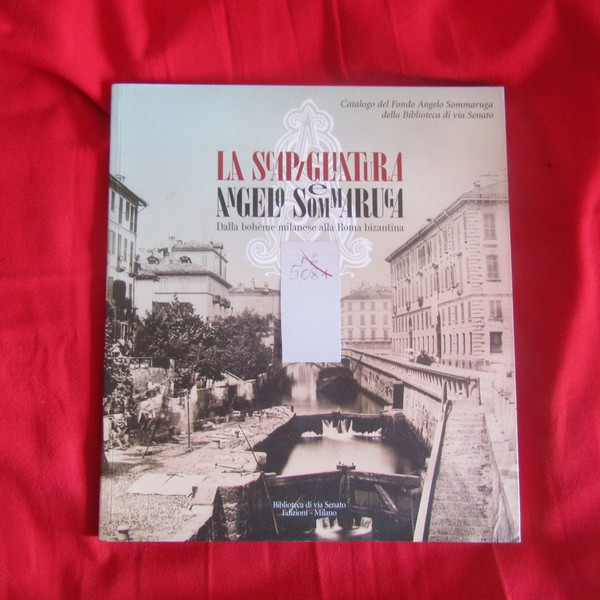 Catalogo del Fondo Angelo Sommaruga
della Biblioteca di via Senato
LA SCAPIGLIATURA
e
ANGELO SOMMARUGA
Dalla bohème milanese alla Roma bizantina
Biblioteca di via Senato
Edizioni - Milano